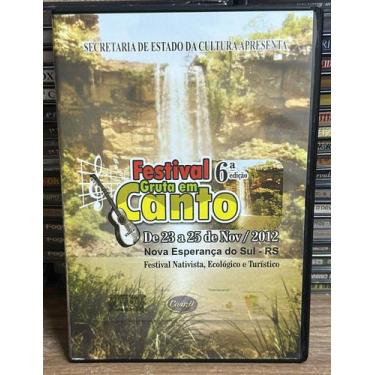 SECRETARIA DE ESTADO DA CULTURA APRESENTA
Festival 6ª
Gruta em edição
Canto
De 23 a 25 de Nov/2012
Nova Esperança do Sul - RS
Festival Nativista, Ecológico e Turístico